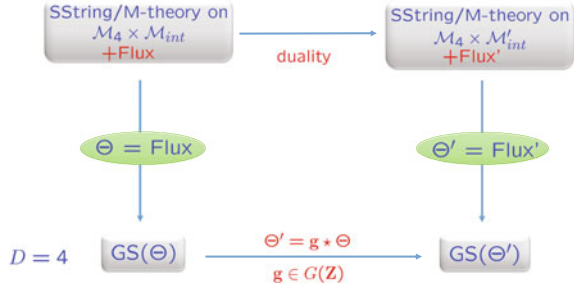 SString/M-theory on
ℳ₄ × ℳ_int
+Flux
duality
SString/M-theory on
ℳ₄ × ℳ′_int
+Flux'
Θ = Flux
Θ′ = Flux'
D = 4
GS(Θ)
Θ′ = g ⋆ Θ
g ∈ G(Z)
GS(Θ′)